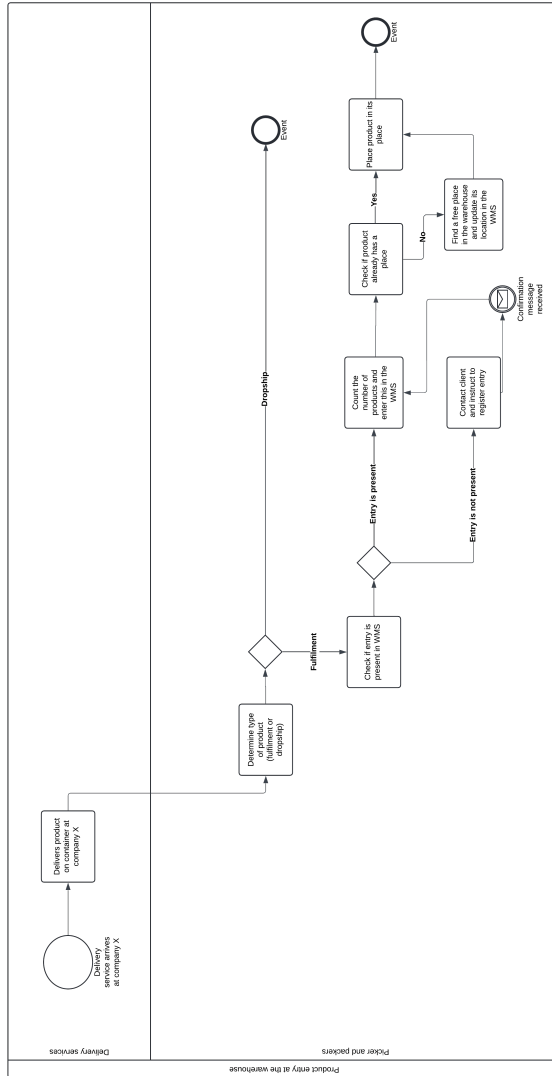 Product entry at the warehouse
Delivery services
Delivery
service arrives
at company X
Delivers product
on container at
company X
Picker and packers
Determine type
of product
(fulfilment or
dropship)
Dropship
Event
Fulfilment
Check if entry is
present in WMS
Entry is present
Entry is not present
Count the
number of
products and
enter this in the
WMS
Contact client
and instruct to
register entry
Confirmation
message
received
Check if product
already has a
place
Yes
No
Find a free place
in the warehouse
and update its
location in the
WMS
Place product in its
place
Event